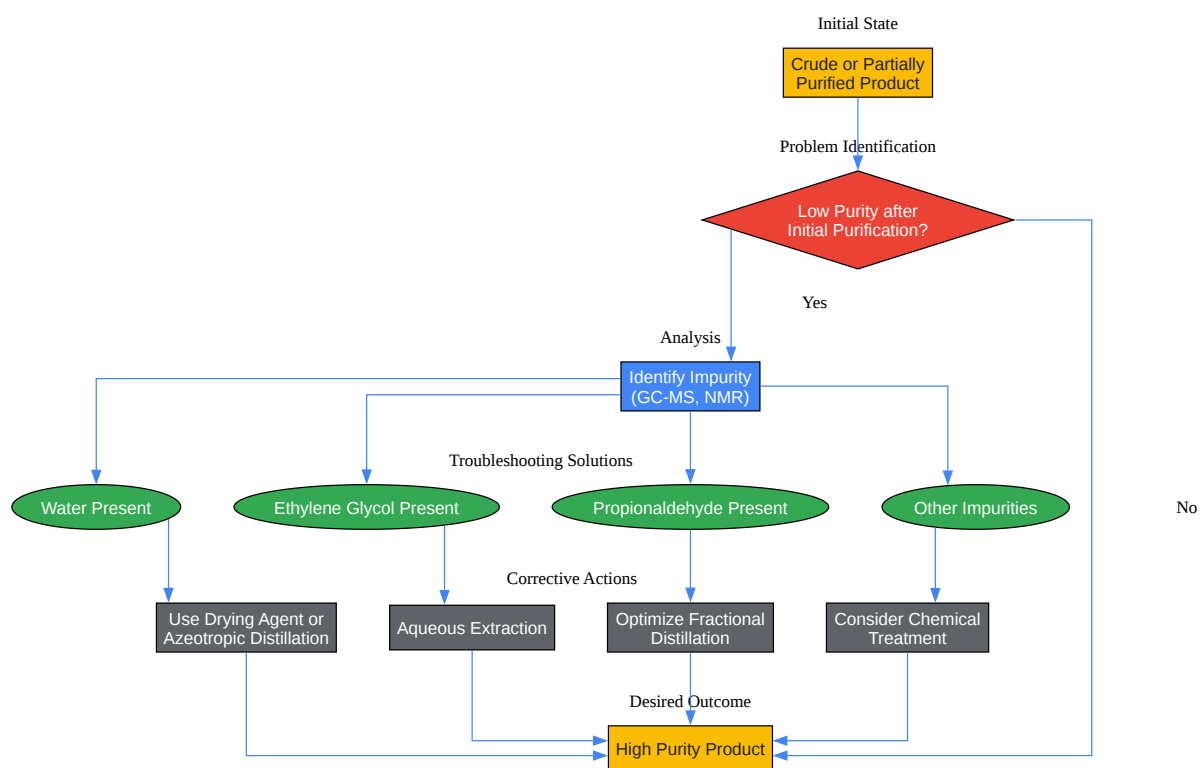 Initial State
Crude or Partially
Purified Product
Problem Identification
Low Purity after
Initial Purification?
Yes
Analysis
Identify Impurity
(GC-MS, NMR)
Troubleshooting Solutions
Water Present
Ethylene Glycol Present
Propionaldehyde Present
Other Impurities
No
Corrective Actions
Use Drying Agent or
Azeotropic Distillation
Aqueous Extraction
Optimize Fractional
Distillation
Consider Chemical
Treatment
Desired Outcome
High Purity Product